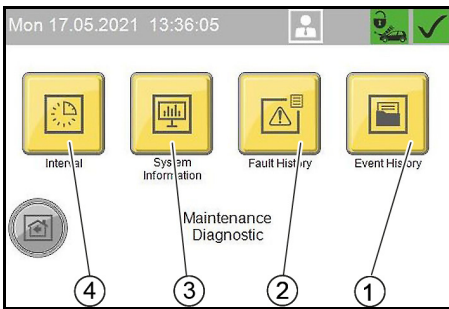 Mon 17.05.2021 13:36:05
Interval
System
Information
Fault History
Event History
Maintenance
Diagnostic
4
3
2
1